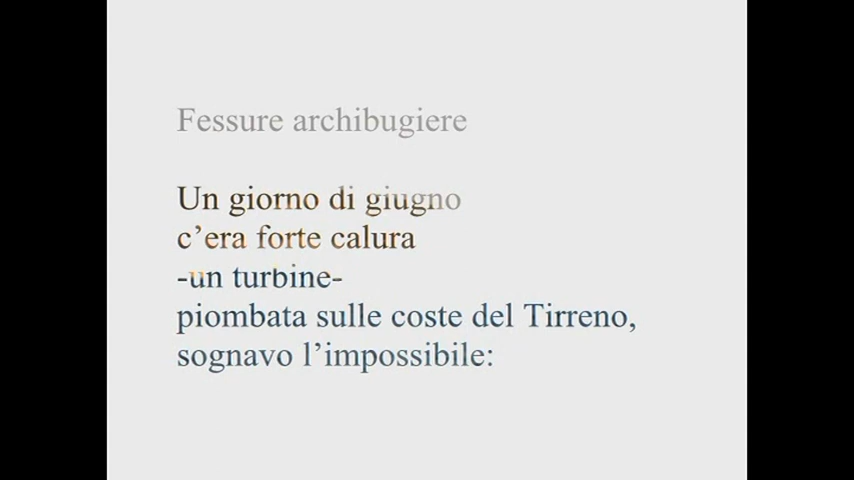 Fessure archibugiere
Un giorno di giugno
c’era forte calura
-un turbine-
piombata sulle coste del Tirreno,
sognavo l’impossibile: